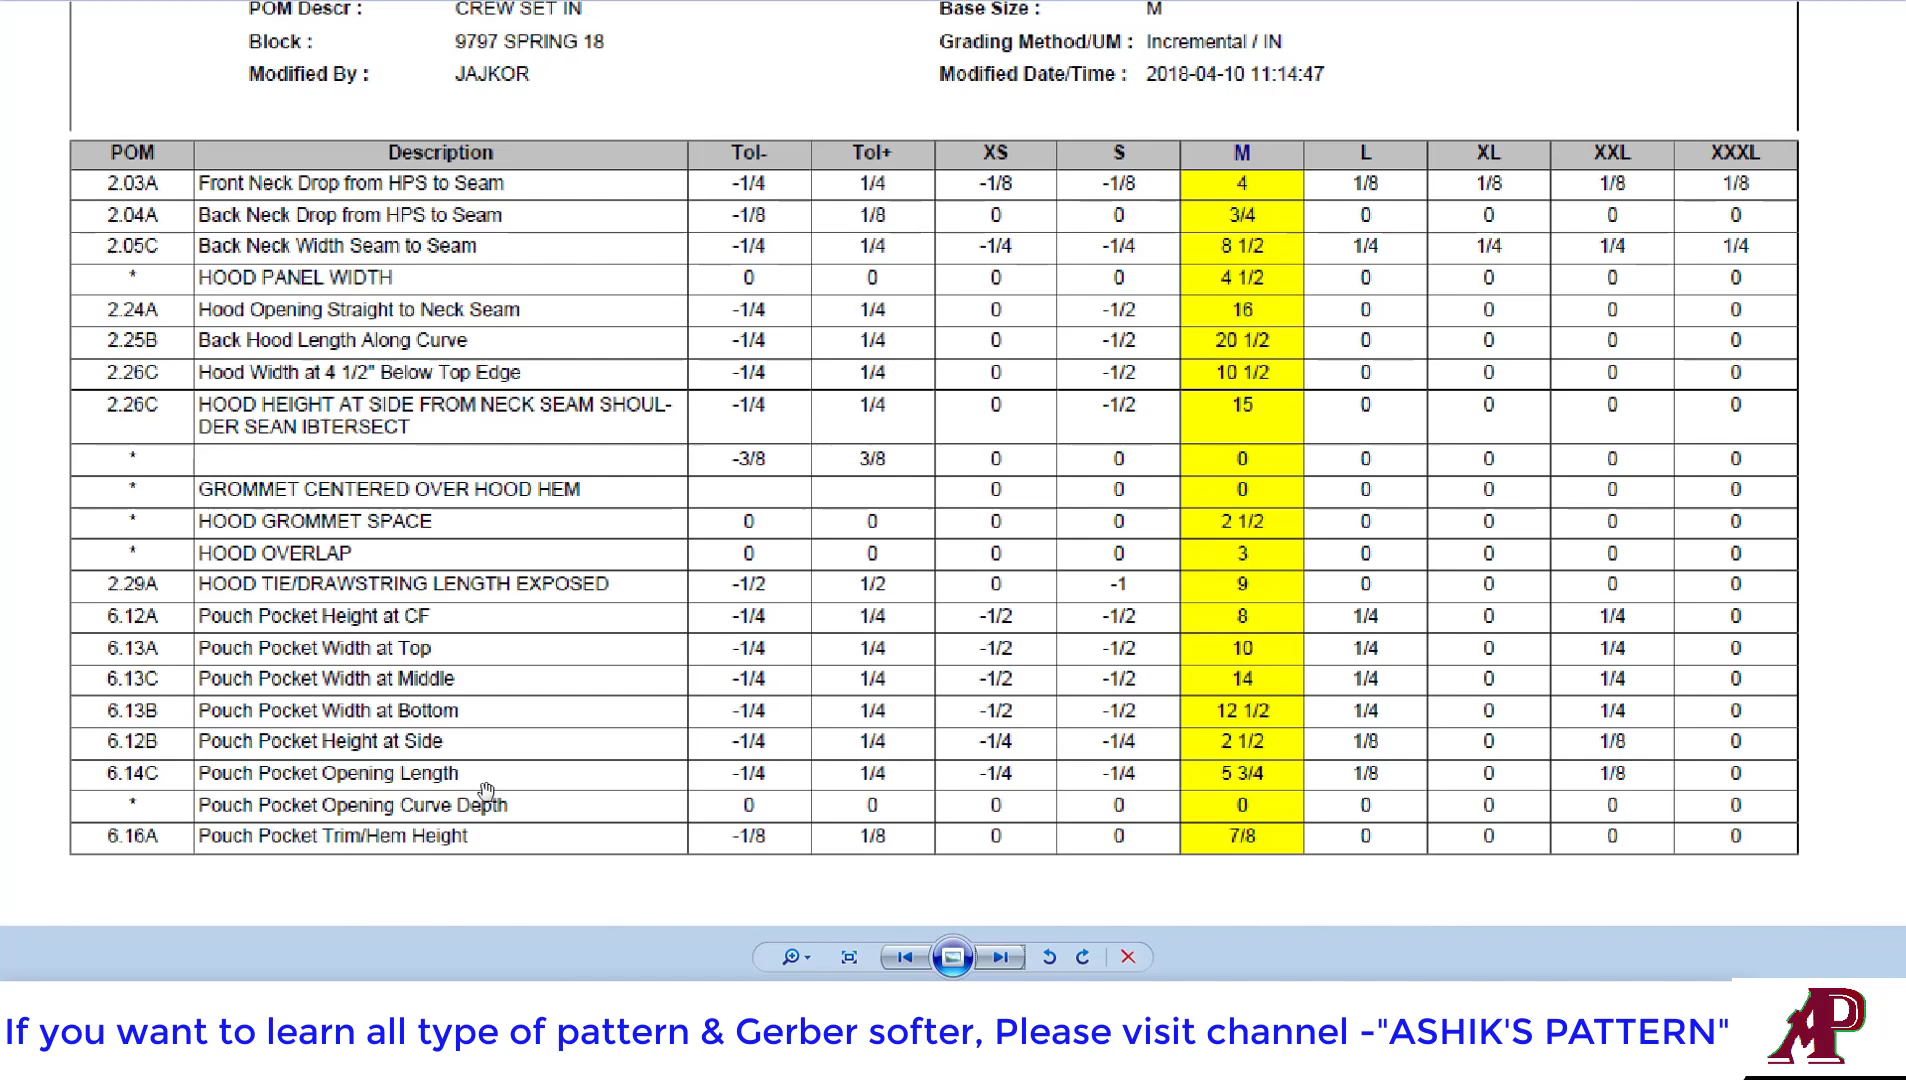 POM Descr : CREW SET IN Base Size : M
Block : 9797 SPRING 18 Grading Method/UM : Incremental / IN
Modified By : JAJKOR Modified Date/Time : 2018-04-10 11:14:47
POM Description Tol- Tol+ XS S M L XL XXL XXXL
2.03A Front Neck Drop from HPS to Seam -1/4 1/4 -1/8 -1/8 4 1/8 1/8 1/8 1/8
2.04A Back Neck Drop from HPS to Seam -1/8 1/8 0 0 3/4 0 0 0 0
2.05C Back Neck Width Seam to Seam -1/4 1/4 -1/4 -1/4 8 1/2 1/4 1/4 1/4 1/4
* HOOD PANEL WIDTH 0 0 0 0 4 1/2 0 0 0 0
2.24A Hood Opening Straight to Neck Seam -1/4 1/4 0 -1/2 16 0 0 0 0
2.25B Back Hood Length Along Curve -1/4 1/4 0 -1/2 20 1/2 0 0 0 0
2.26C Hood Width at 4 1/2" Below Top Edge -1/4 1/4 0 -1/2 10 1/2 0 0 0 0
2.26C HOOD HEIGHT AT SIDE FROM NECK SEAM SHOUL- -1/4 1/4 0 -1/2 15 0 0 0 0
DER SEAN IBTERSECT
* -3/8 3/8 0 0 0 0 0 0 0
* GROMMET CENTERED OVER HOOD HEM 0 0 0 0 0 0 0
* HOOD GROMMET SPACE 0 0 0 0 2 1/2 0 0 0 0
* HOOD OVERLAP 0 0 0 0 3 0 0 0 0
2.29A HOOD TIE/DRAWSTRING LENGTH EXPOSED -1/2 1/2 0 -1 9 0 0 0 0
6.12A Pouch Pocket Height at CF -1/4 1/4 -1/2 -1/2 8 1/4 0 1/4 0
6.13A Pouch Pocket Width at Top -1/4 1/4 -1/2 -1/2 10 1/4 0 1/4 0
6.13C Pouch Pocket Width at Middle -1/4 1/4 -1/2 -1/2 14 1/4 0 1/4 0
6.13B Pouch Pocket Width at Bottom -1/4 1/4 -1/2 -1/2 12 1/2 1/4 0 1/4 0
6.12B Pouch Pocket Height at Side -1/4 1/4 -1/4 -1/4 2 1/2 1/8 0 1/8 0
6.14C Pouch Pocket Opening Length -1/4 1/4 -1/4 -1/4 5 3/4 1/8 0 1/8 0
* Pouch Pocket Opening Curve Depth 0 0 0 0 0 0 0 0 0
6.16A Pouch Pocket Trim/Hem Height -1/8 1/8 0 0 7/8 0 0 0 0
If you want to learn all type of pattern & Gerber softer, Please visit channel -"ASHIK'S PATTERN"
AP